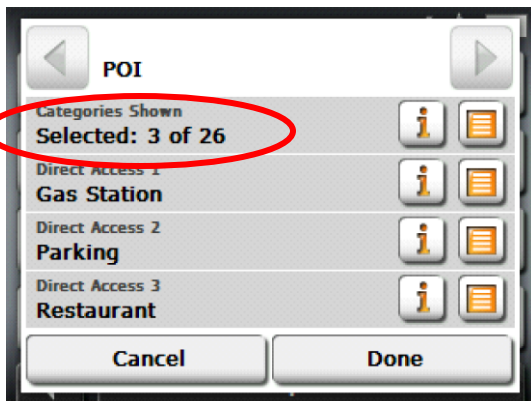 POI
Categories Shown
Selected: 3 of 26
Direct Access 1
Gas Station
Direct Access 2
Parking
Direct Access 3
Restaurant
Cancel Done